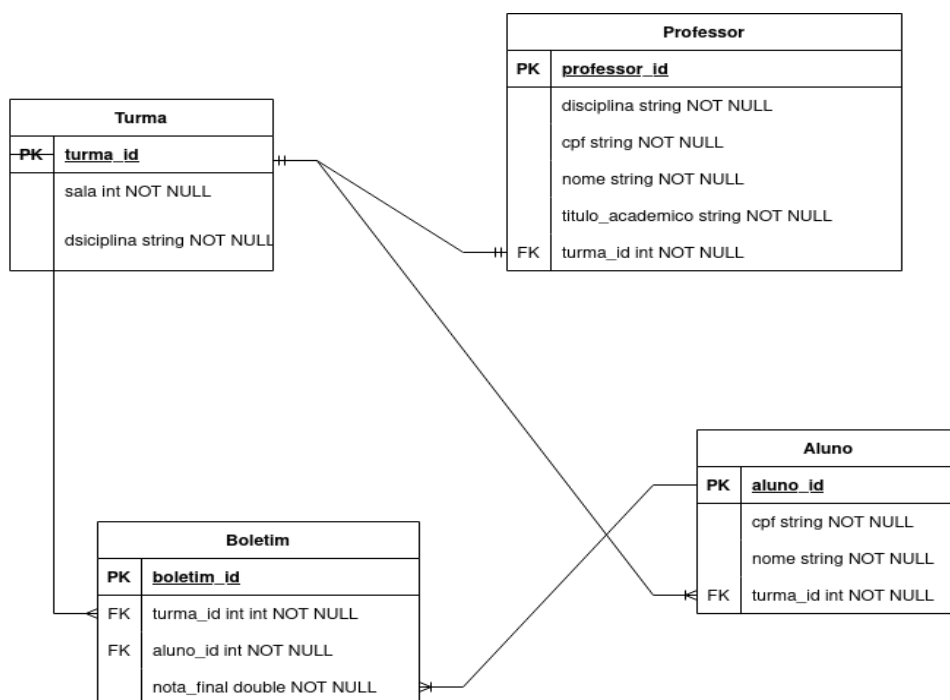 Professor
PK professor_id
disciplina string NOT NULL
cpf string NOT NULL
nome string NOT NULL
titulo_academico string NOT NULL
FK turma_id int NOT NULL
Turma
PK turma_id
sala int NOT NULL
dsiciplina string NOT NULL
Aluno
PK aluno_id
cpf string NOT NULL
nome string NOT NULL
FK turma_id int NOT NULL
Boletim
PK boletim_id
FK turma_id int int NOT NULL
FK aluno_id int NOT NULL
nota_final double NOT NULL